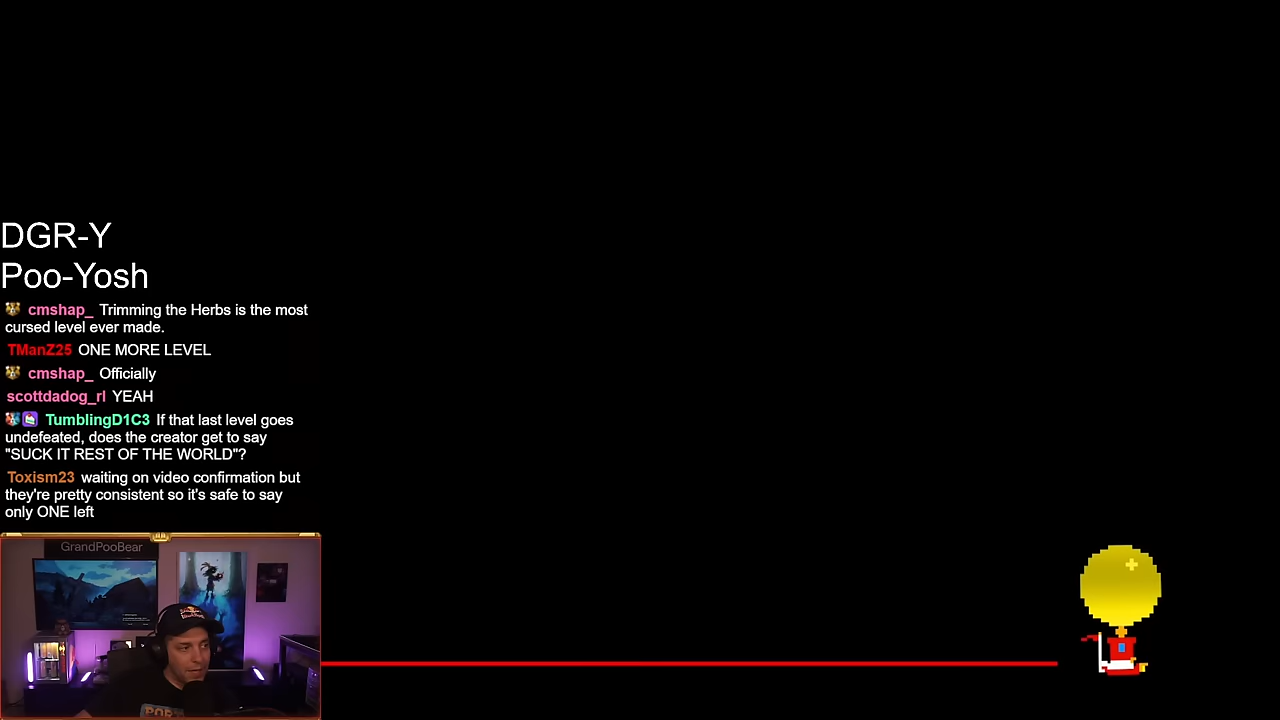 DGR-Y
Poo-Yosh
cmshap_ Trimming the Herbs is the most
cursed level ever made.
TManZ25 ONE MORE LEVEL
cmshap_ Officially
scottdadog_rl YEAH
TumblingD1C3 If that last level goes
undefeated, does the creator get to say
"SUCK IT REST OF THE WORLD"?
Toxism23 waiting on video confirmation but
they're pretty consistent so it's safe to say
only ONE left
GrandPooBear